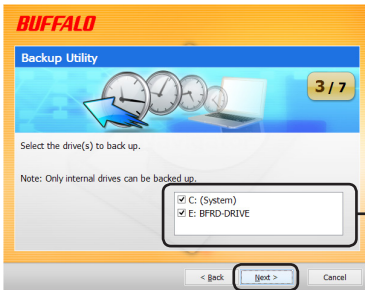 BUFFALO
Backup Utility
3 / 7
Select the drive(s) to back up.
Note: Only internal drives can be backed up.
C: (System)
E: BFRD-DRIVE
< Back
Next >
Cancel